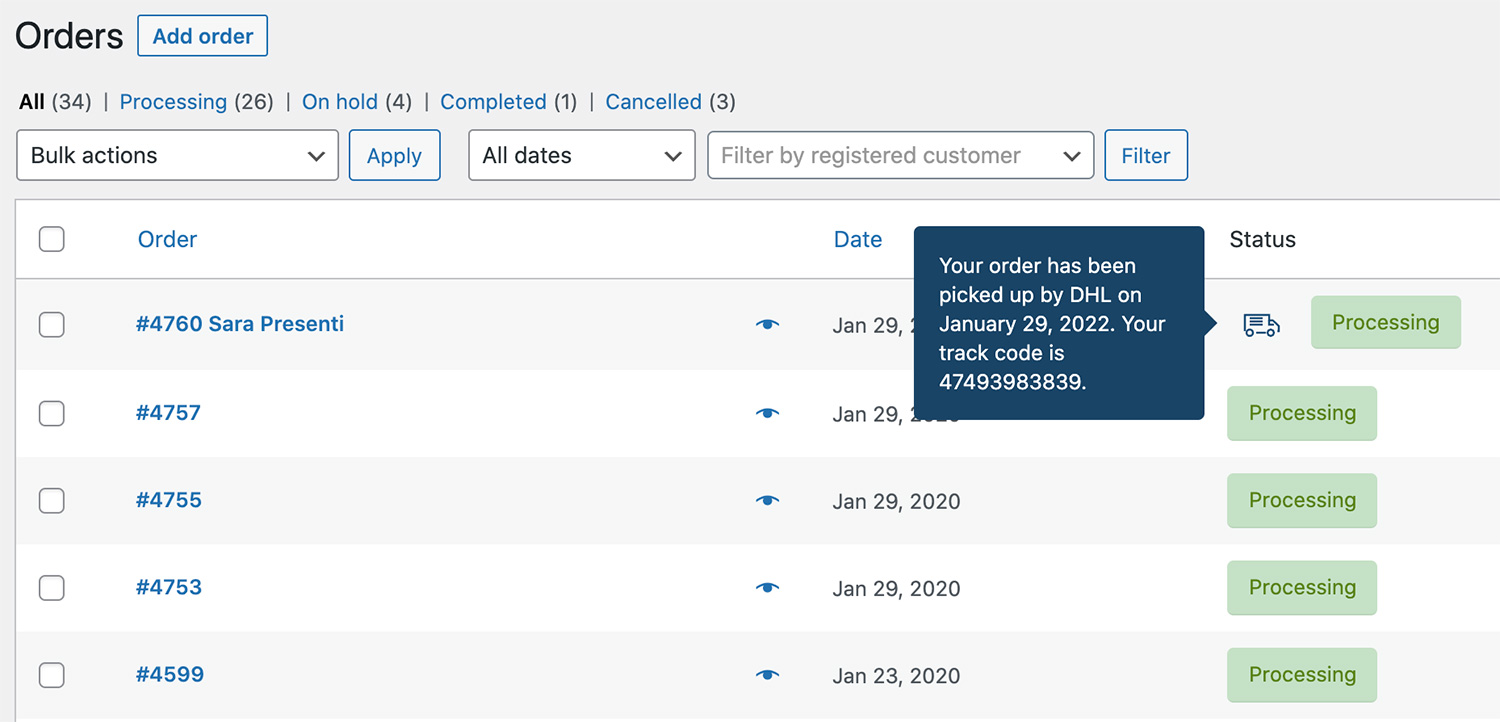 Orders Add order
All (34) | Processing (26) | On hold (4) | Completed (1) | Cancelled (3)
Bulk actions Apply All dates Filter by registered customer Filter
Order Date Status
Your order has been
picked up by DHL on
January 29, 2022. Your
track code is
47493983839.
#4760 Sara Presenti Jan 29, Processing
#4757 Jan 29, Processing
#4755 Jan 29, 2020 Processing
#4753 Jan 29, 2020 Processing
#4599 Jan 23, 2020 Processing